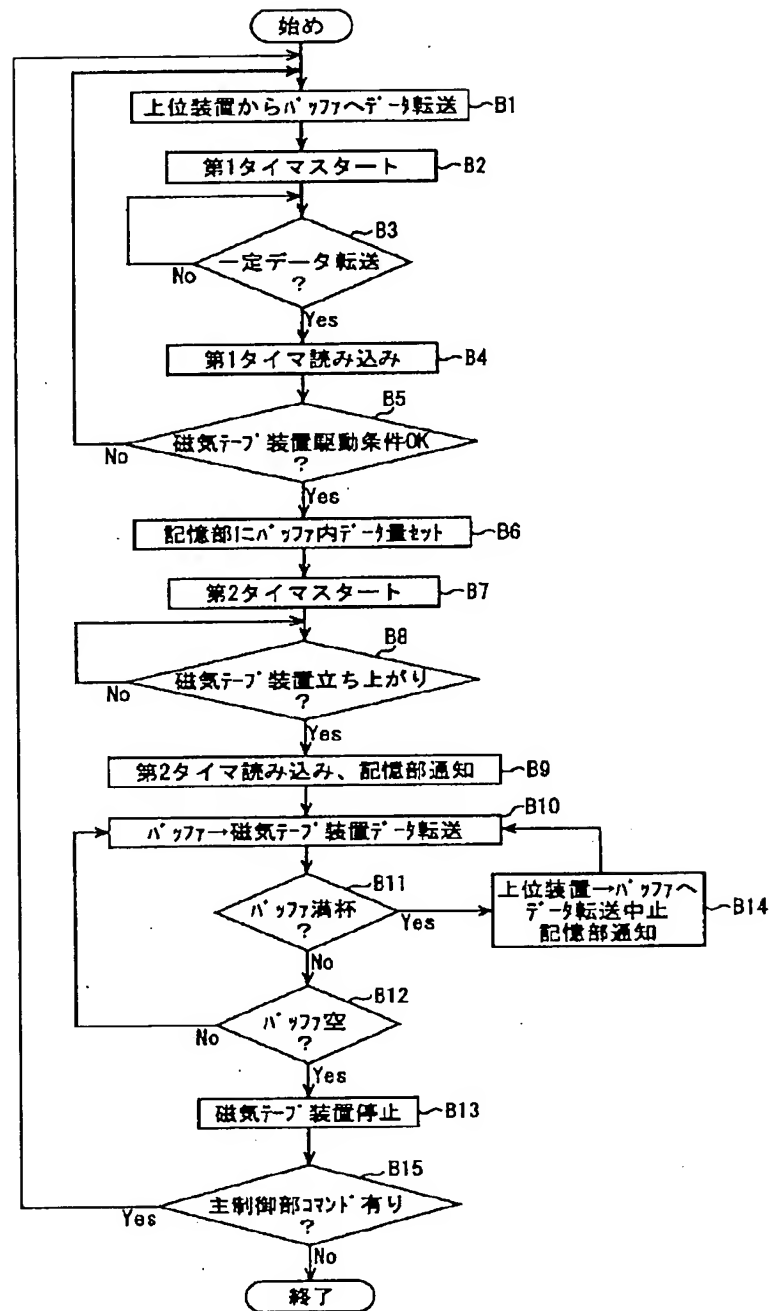 始め
上位装置からバッファへデータ転送
B1
第1タイマスタート
B2
B3
一定データ転送
?
No
Yes
第1タイマ読み込み
B4
B5
磁気テープ装置駆動条件OK
?
No
Yes
記憶部にバッファ内データ量セット
B6
第2タイマスタート
B7
B8
磁気テープ装置立ち上がり
?
No
Yes
第2タイマ読み込み、記憶部通知
B9
B10
バッファ→磁気テープ装置データ転送
B11
バッファ満杯
?
Yes
No
上位装置→バッファへ
データ転送中止
記憶部通知
B14
B12
バッファ空
?
No
Yes
磁気テープ装置停止
B13
B15
主制御部コマンド有り
?
Yes
No
終了